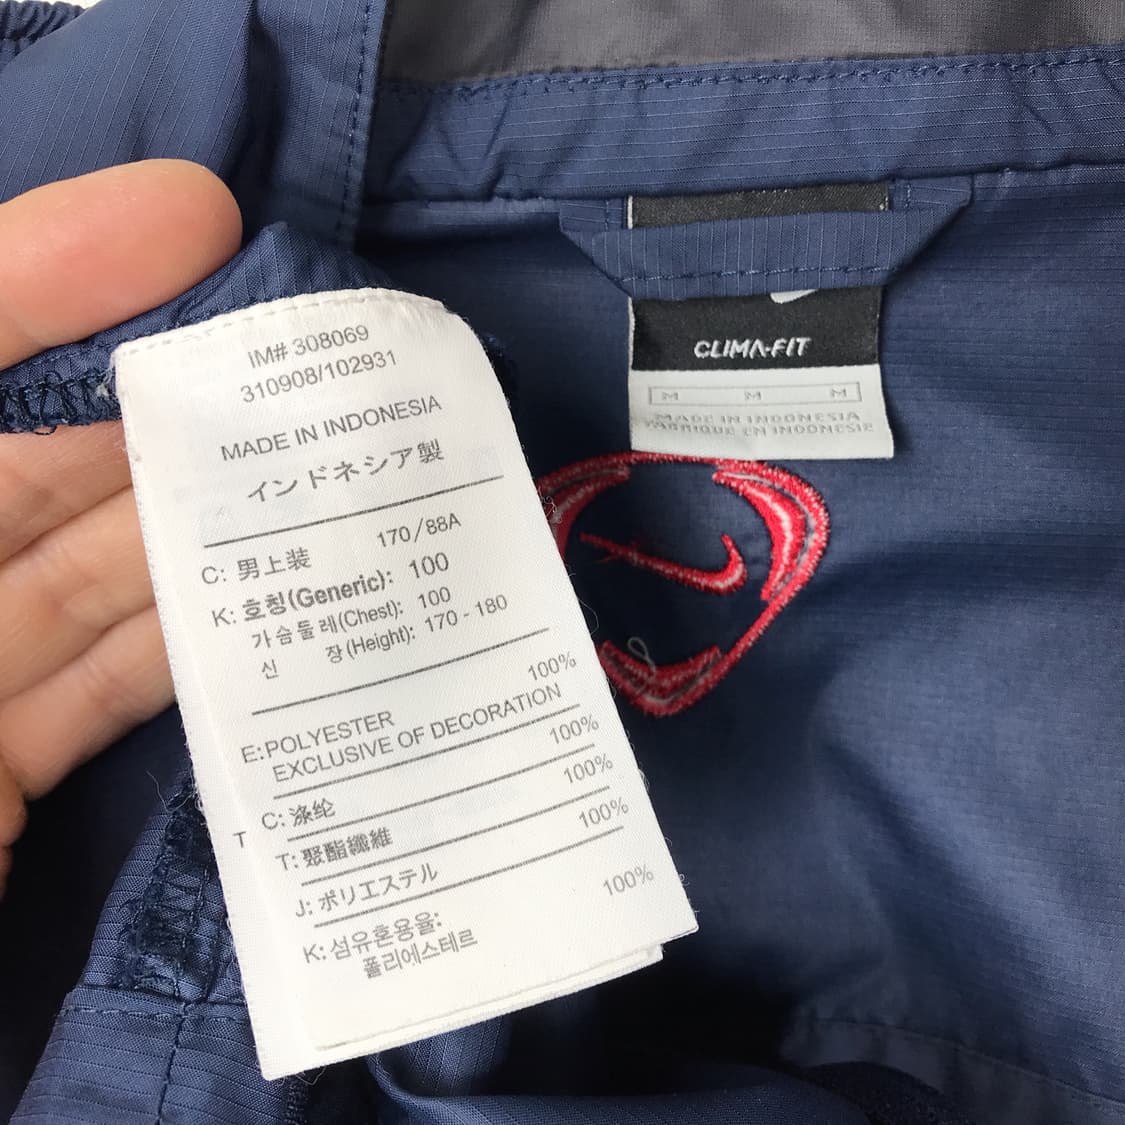 CLIMA-FIT
M M M
MADE IN INDONESIA
FABRIQUE EN INDONESIE
IM# 308069
310908/102931
MADE IN INDONESIA
インドネシア製
C: 男上装 170/88A
K: 호칭(Generic): 100
가슴둘레(Chest): 100
신 장(Height): 170 - 180
100%
E:POLYESTER
EXCLUSIVE OF DECORATION
100%
C: 涤纶
100%
T: 聚酯纖維
100%
J: ポリエステル
100%
K: 섬유혼용율:
폴리에스테르
T